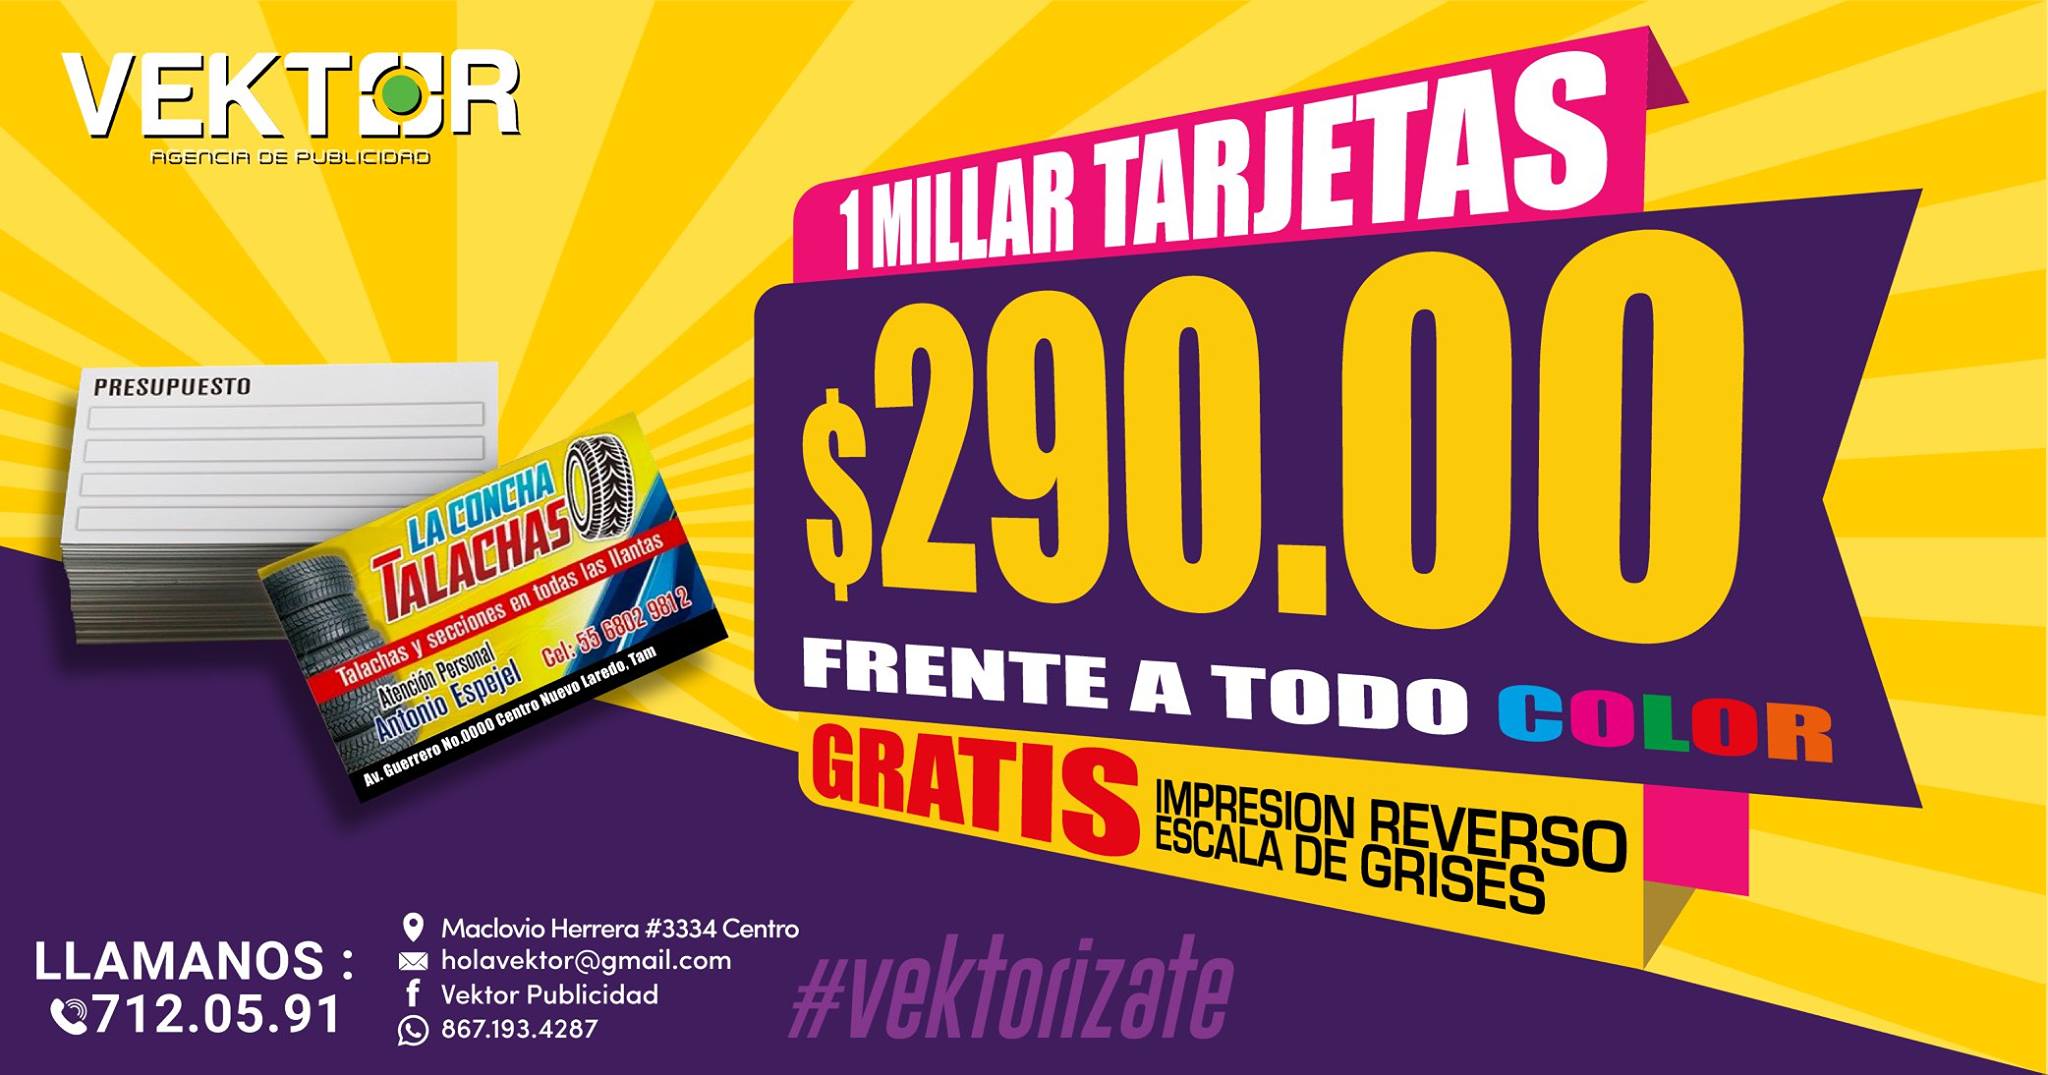 VEKTOR
AGENCIA DE PUBLICIDAD
1 MILLAR TARJETAS
$290.00
FRENTE A TODO COLOR
GRATIS
IMPRESION REVERSO
ESCALA DE GRISES
PRESUPUESTO
LA CONCHA
TALACHAS
Talachas y secciones en todas las llantas
Atención Personal
Antonio Espejel
Cel: 55 6802 9812
Av. Guerrero No.0000 Centro Nuevo Laredo, Tam
LLAMANOS :
712.05.91
Maclovio Herrera #3334 Centro
holavektor@gmail.com
f Vektor Publicidad
867.193.4287
#vektorizate